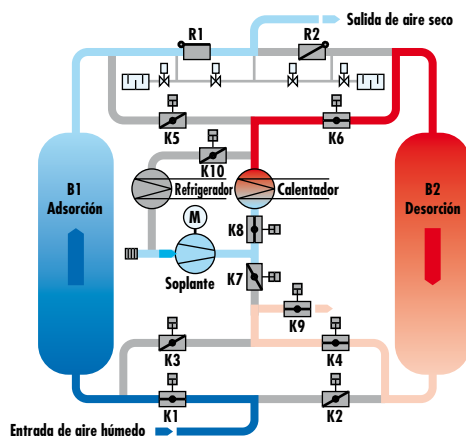 Salida de aire seco
R1
R2
K5
K6
K10
B1
Adsorción
Refrigerador
Calentador
B2
Desorción
M
K8
Soplante
K7
K9
K3
K4
K1
K2
Entrada de aire húmedo